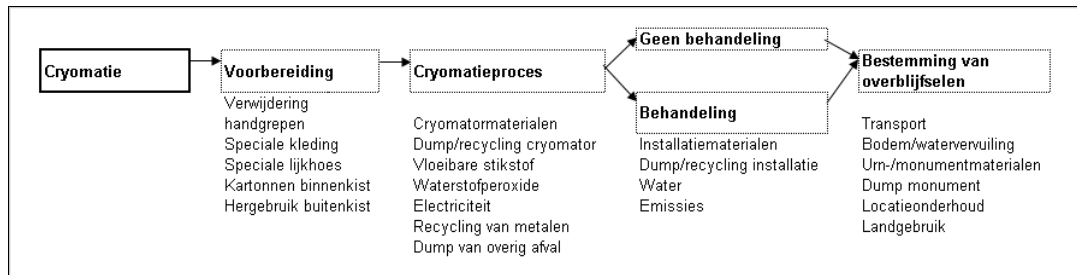 Cryomatie
Voorbereiding
Verwijdering
handgrepen
Speciale kleding
Speciale lijkhoes
Kartonnen binnenkist
Hergebruik buitenkist
Cryomatieproces
Cryomatormaterialen
Dump/recycling cryomator
Vloeibare stikstof
Waterstofperoxide
Electriciteit
Recycling van metalen
Dump van overig afval
Geen behandeling
Behandeling
Installatiematerialen
Dump/recycling installatie
Water
Emissies
Bestemming van
overblijfselen
Transport
Bodem/watervervuiling
Urn-/monumentmaterialen
Dump monument
Locatieonderhoud
Landgebruik